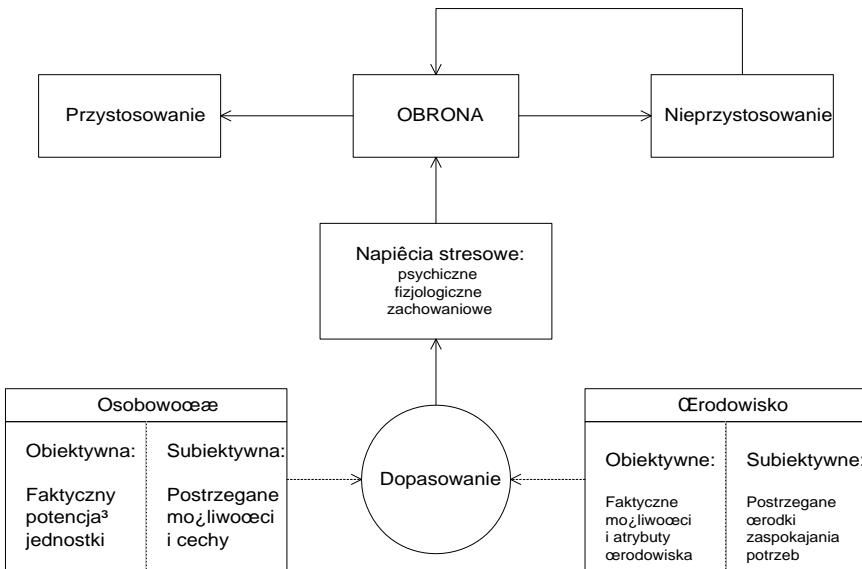 Przystosowanie
OBRONA
Nieprzystosowanie
Napiêcia stresowe:
psychiczne
fizjologiczne
zachowaniowe
Osobowoœæ
Obiektywna:
Faktyczny
potencja³
jednostki
Subiektywna:
Postrzegane
mo¿liwoœci
i cechy
Dopasowanie
Œrodowisko
Obiektywne:
Faktyczne
mo¿liwoœci
i atrybuty
œrodowiska
Subiektywne:
Postrzegane
œrodki
zaspokajania
potrzeb